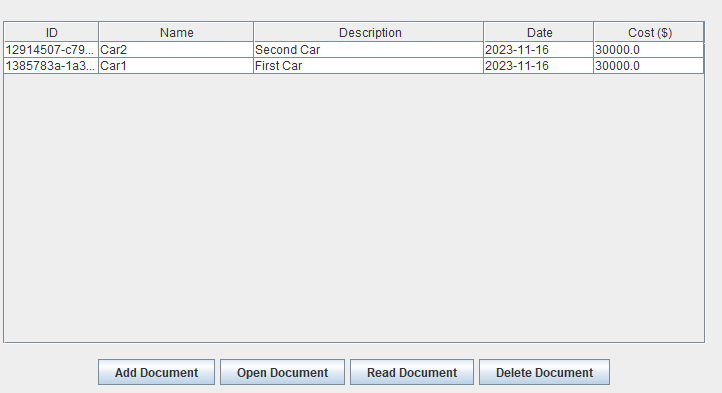 ID Name Description Date Cost ($)
12914507-c79... Car2 Second Car 2023-11-16 30000.0
1385783a-1a3... Car1 First Car 2023-11-16 30000.0
Add Document Open Document Read Document Delete Document